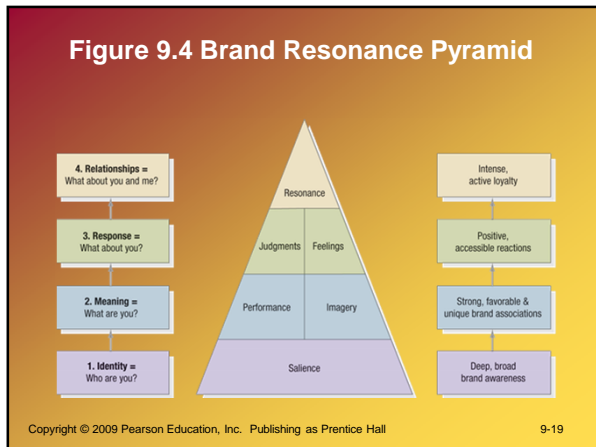 Figure 9.4 Brand Resonance Pyramid
4. Relationships =
What about you and me?
3. Response =
What about you?
2. Meaning =
What are you?
1. Identity =
Who are you?
Resonance
Judgments
Feelings
Performance
Imagery
Salience
Intense,
active loyalty
Positive,
accessible reactions
Strong, favorable &
unique brand associations
Deep, broad
brand awareness
Copyright © 2009 Pearson Education, Inc.  Publishing as Prentice Hall
9-19